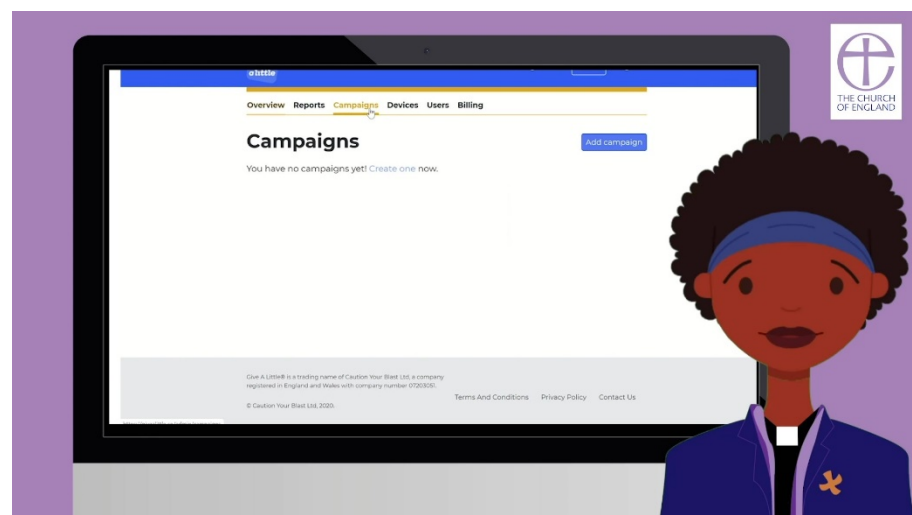 THE CHURCH
OF ENGLAND
a little
Overview Reports Campaigns Devices Users Billing
Campaigns
Add campaign
You have no campaigns yet! Create one now.
Give A Little® is a trading name of Caution Your Blast Ltd, a company
registered in England and Wales with company number 07203051.
Terms And Conditions Privacy Policy Contact Us
© Caution Your Blast Ltd, 2020.